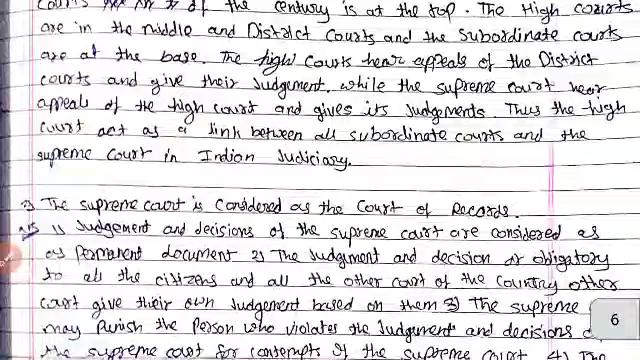 of the century is at the top. The High courts
are in the middle and District Courts and the Subordinate courts
are at the base. The high courts hear appeals of the District
courts and give their Judgement. while the supreme court hear
appeals of the high court and gives its Judgements. Thus the high
court act as a link between all subordinate courts and the
supreme court in Indian Judiciary.
3) The supreme court is considered as the Court of Records.
Ans 1) Judgement and decisions of the supreme court are considered as
as Permanent document 2) The Judgment and decision or obigatory
to all the citizens and all the other court of the country other
court give their own Judgement based on them 3) The supreme
may punish the Person who violates the Judgement and decisions
the supreme court for contempts of the supreme court 4) The
6